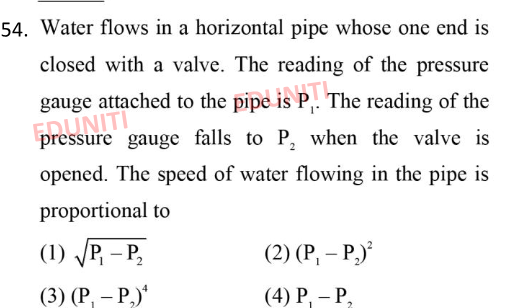 54. Water flows in a horizontal pipe whose one end is
closed with a valve. The reading of the pressure
gauge attached to the pipe is P₁. The reading of the
pressure gauge falls to P₂ when the valve is
opened. The speed of water flowing in the pipe is
proportional to
(1) √(P₁ – P₂) (2) (P₁ – P₂)²
(3) (P₁ – P₂)⁴ (4) P₁ – P₂
EDUNITI
EDUNITI